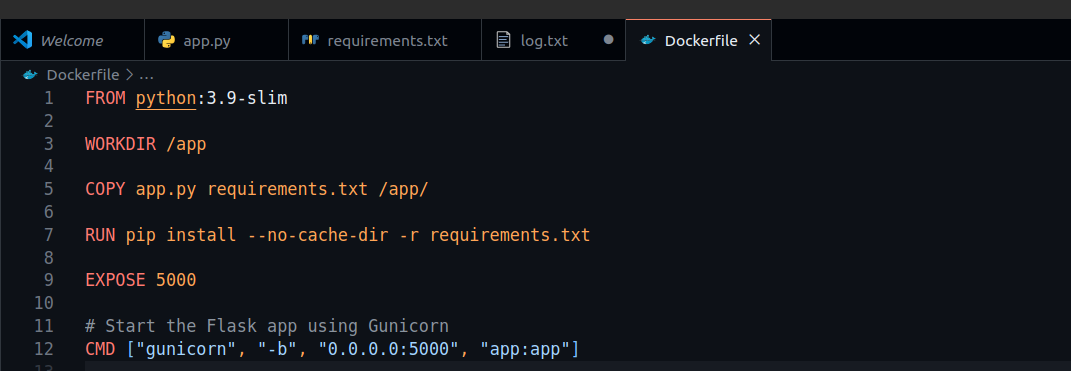 Welcome app.py requirements.txt log.txt Dockerfile
Dockerfile > ...
1 FROM python:3.9-slim
2
3 WORKDIR /app
4
5 COPY app.py requirements.txt /app/
6
7 RUN pip install --no-cache-dir -r requirements.txt
8
9 EXPOSE 5000
10
11 # Start the Flask app using Gunicorn
12 CMD ["gunicorn", "-b", "0.0.0.0:5000", "app:app"]
13